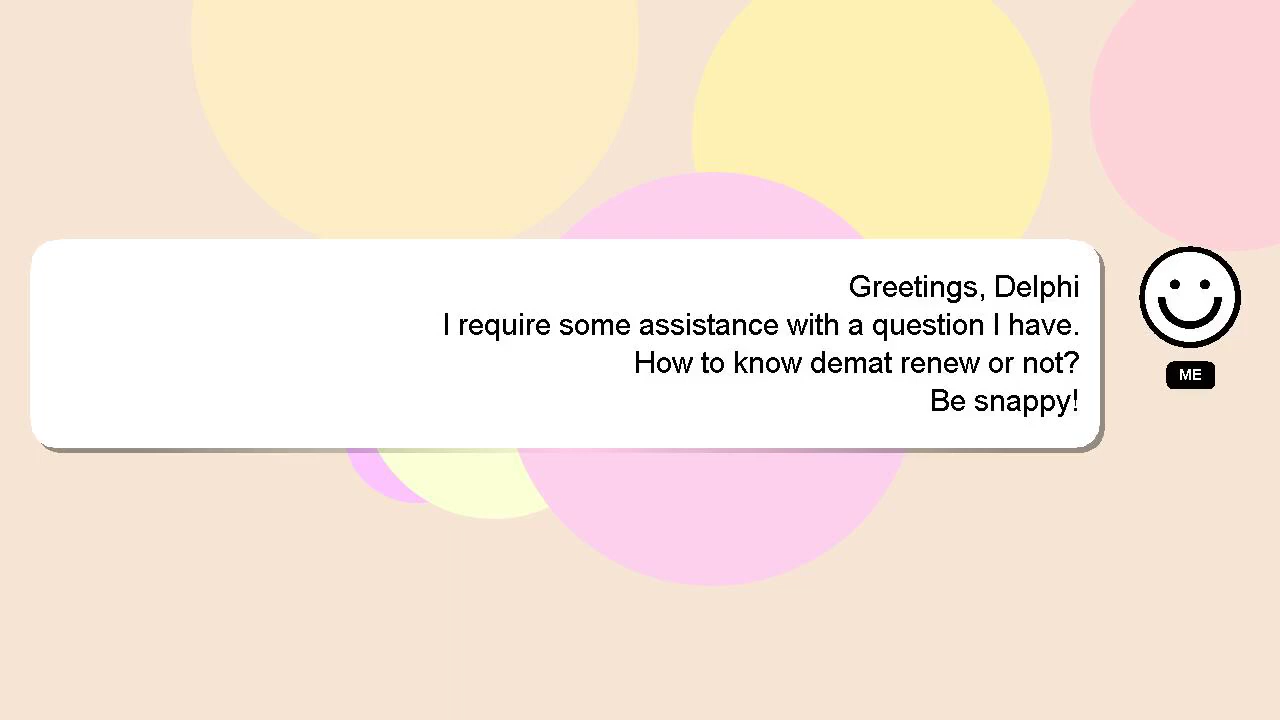 Greetings, Delphi
I require some assistance with a question I have.
How to know demat renew or not?
Be snappy!
ME